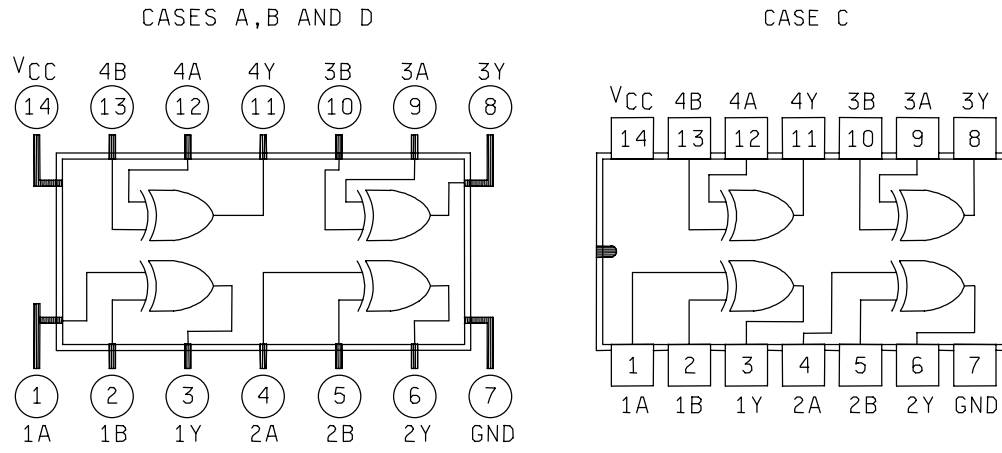 CASES A,B AND D
CASE C
VCC 4B 4A 4Y 3B 3A 3Y
14 13 12 11 10 9 8
1 2 3 4 5 6 7
1A 1B 1Y 2A 2B 2Y GND
VCC 4B 4A 4Y 3B 3A 3Y
14 13 12 11 10 9 8
1 2 3 4 5 6 7
1A 1B 1Y 2A 2B 2Y GND